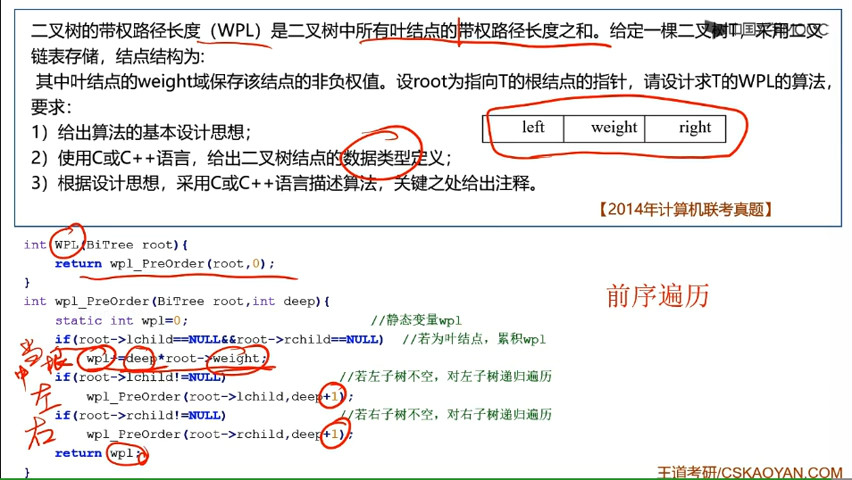 二叉树的带权路径长度（WPL）是二叉树中所有叶结点的带权路径长度之和。给定一棵二叉树T，采用二叉
链表存储，结点结构为:
其中叶结点的weight域保存该结点的非负权值。设root为指向T的根结点的指针，请设计求T的WPL的算法，
要求：
left weight right
1）给出算法的基本设计思想；
2）使用C或C++语言，给出二叉树结点的数据类型定义；
3）根据设计思想，采用C或C++语言描述算法，关键之处给出注释。
【2014年计算机联考真题】
int WPL(BiTree root){
return wpl_PreOrder(root,0);
}
int wpl_PreOrder(BiTree root,int deep){
前序遍历
static int wpl=0; //静态变量wpl
if(root->lchild==NULL&&root->rchild==NULL) //若为叶结点，累积wpl
wpl+=deep*root->weight;
if(root->lchild!=NULL) //若左子树不空，对左子树递归遍历
wpl_PreOrder(root->lchild,deep+1);
if(root->rchild!=NULL) //若右子树不空，对右子树递归遍历
wpl_PreOrder(root->rchild,deep+1);
return wpl;
}
左
右
王道考研/CSKAOYAN.COM